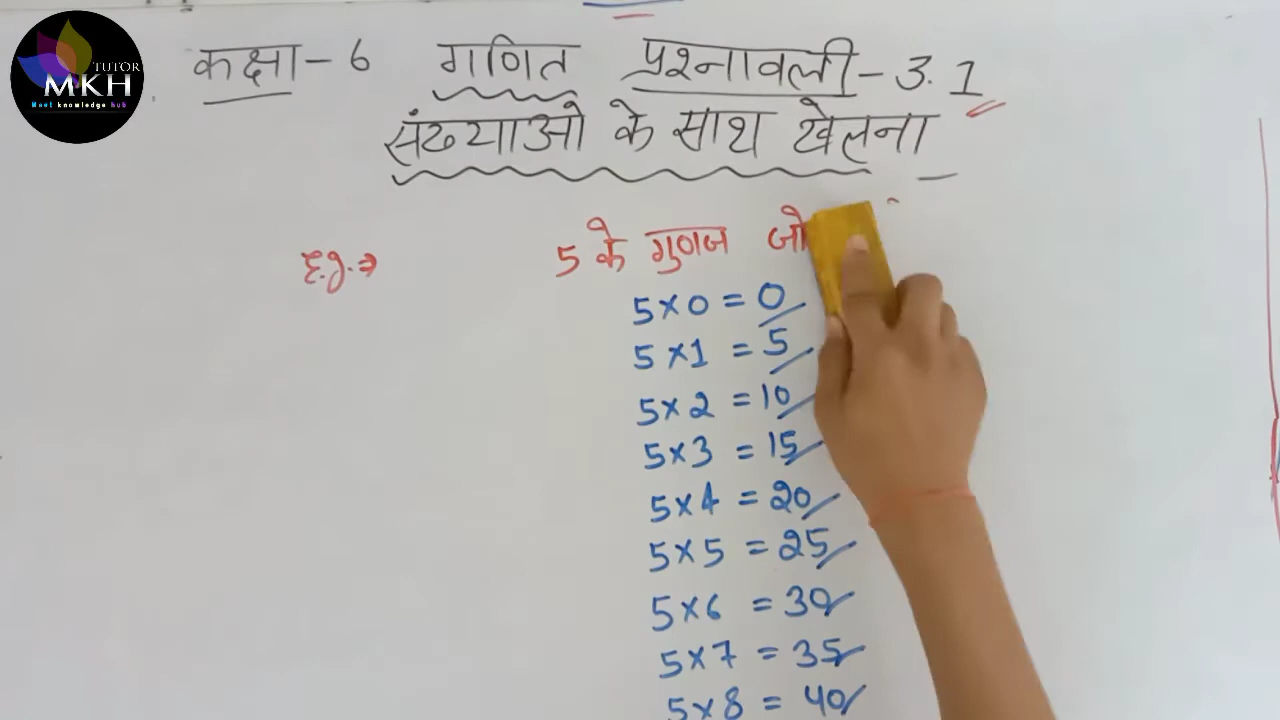 TUTOR
MKH
Meet knowledge hub
कक्षा - 6 गणित प्रश्नावली - 3.1
संख्याओ के साथ खेलना
E.g. ⇒ 5 के गुणज जो
5 × 0 = 0
5 × 1 = 5
5 × 2 = 10
5 × 3 = 15
5 × 4 = 20
5 × 5 = 25
5 × 6 = 30
5 × 7 = 35
5 × 8 = 40